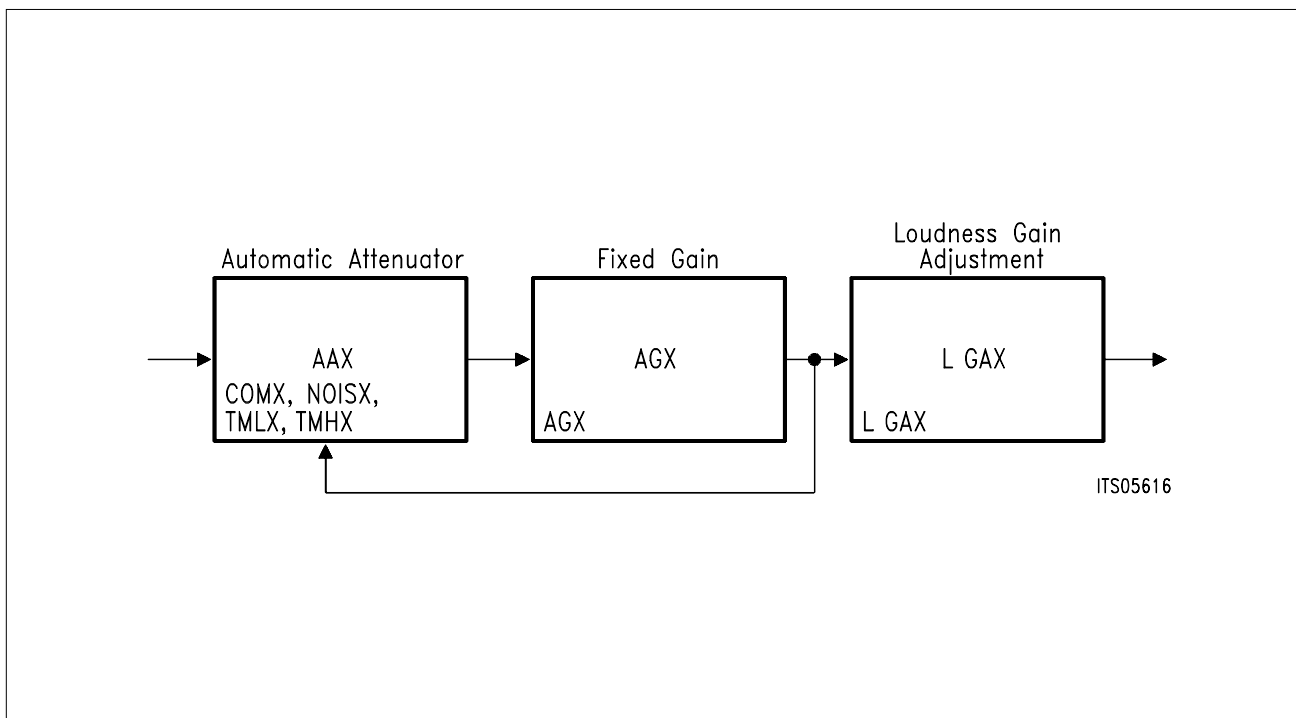 Automatic Attenuator
Fixed Gain
Loudness Gain
Adjustment
AAX
COMX, NOISX,
TMLX, TMHX
AGX
AGX
L GAX
L GAX
ITS05616